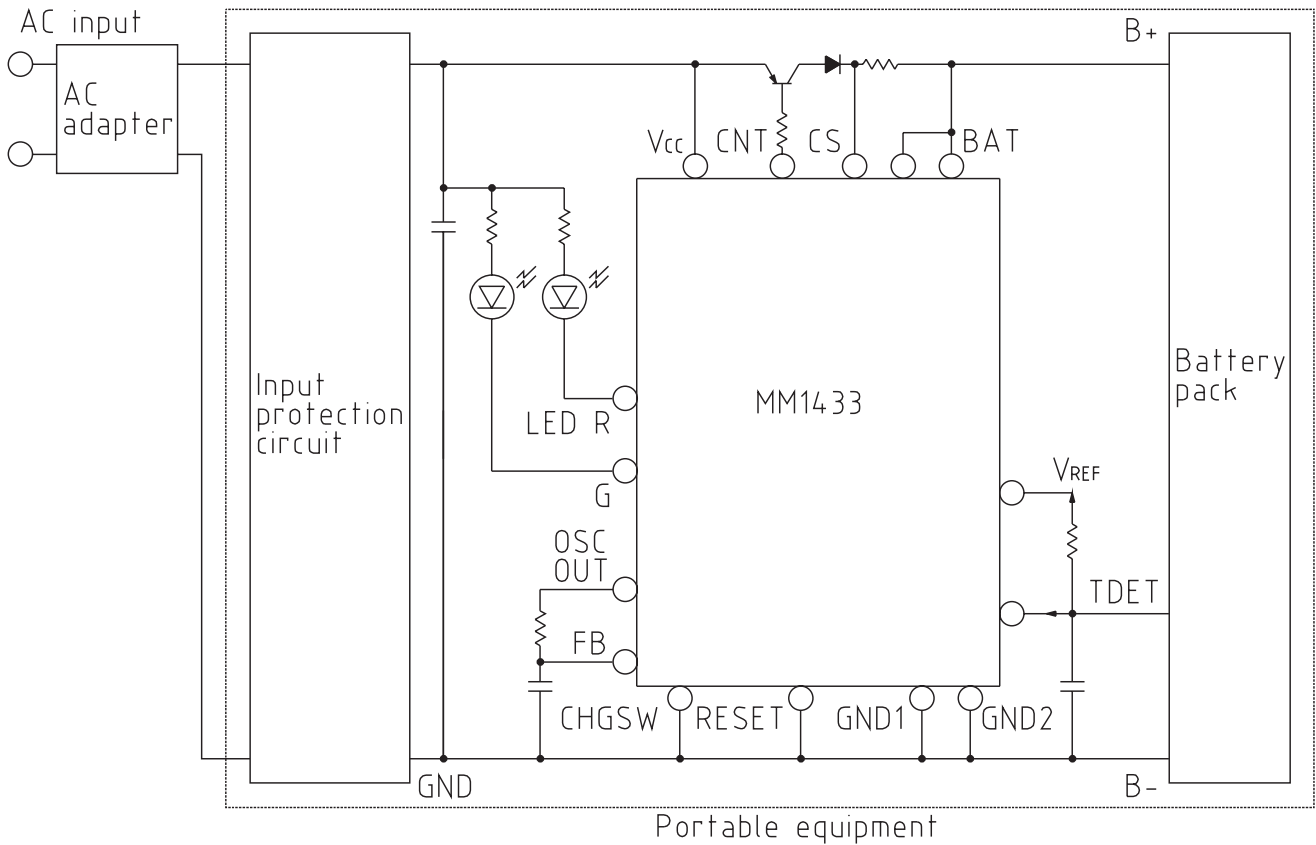 AC input
B+
AC
adapter
Vcc
CNT
CS
BAT
Input
protection
circuit
Battery
pack
MM1433
LED R
G
VREF
OSC
OUT
TDET
FB
CHGSW
RESET
GND1
GND2
GND
B-
Portable equipment